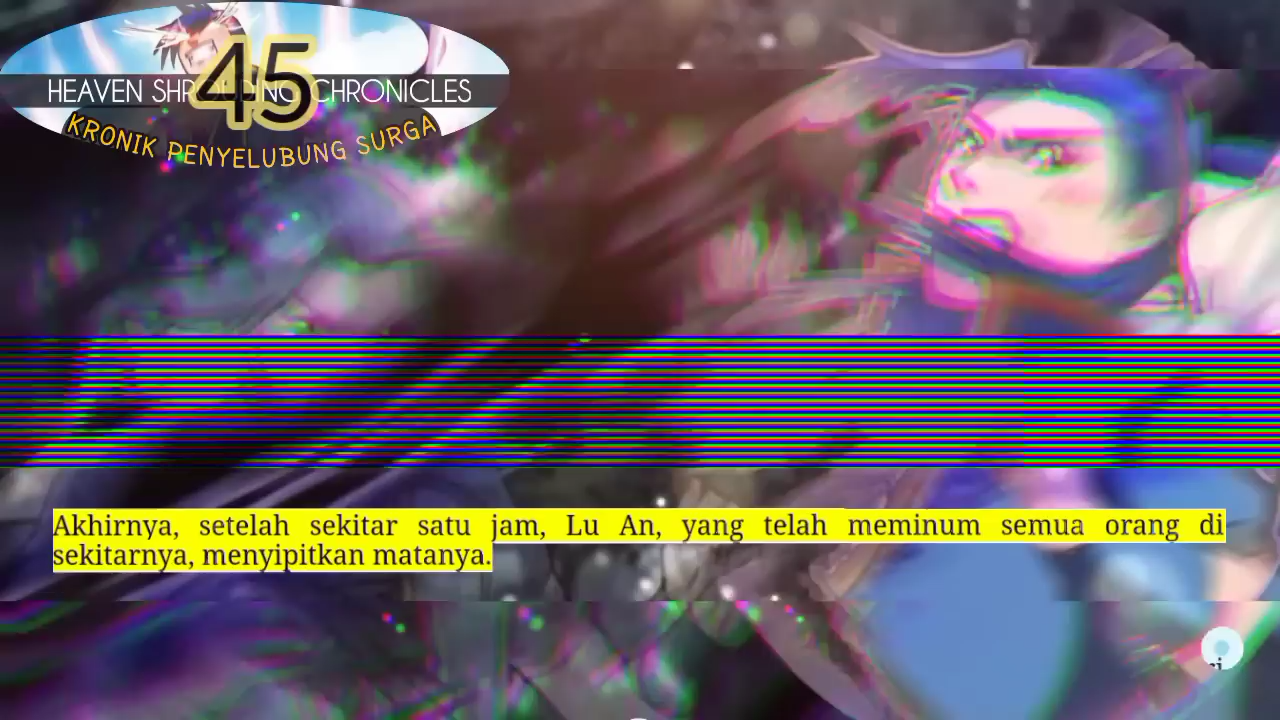 45
HEAVEN SHROUDING CHRONICLES
KRONIK PENYELUBUNG SURGA
Akhirnya, setelah sekitar satu jam, Lu An, yang telah meminum semua orang di
sekitarnya, menyipitkan matanya.